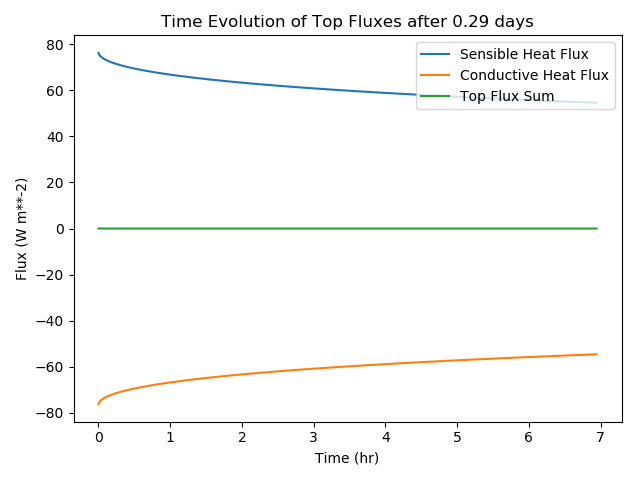 Time Evolution of Top Fluxes after 0.29 days
Sensible Heat Flux
Conductive Heat Flux
Top Flux Sum
Flux (W m**-2)
80
60
40
20
0
−20
−40
−60
−80
0 1 2 3 4 5 6 7
Time (hr)